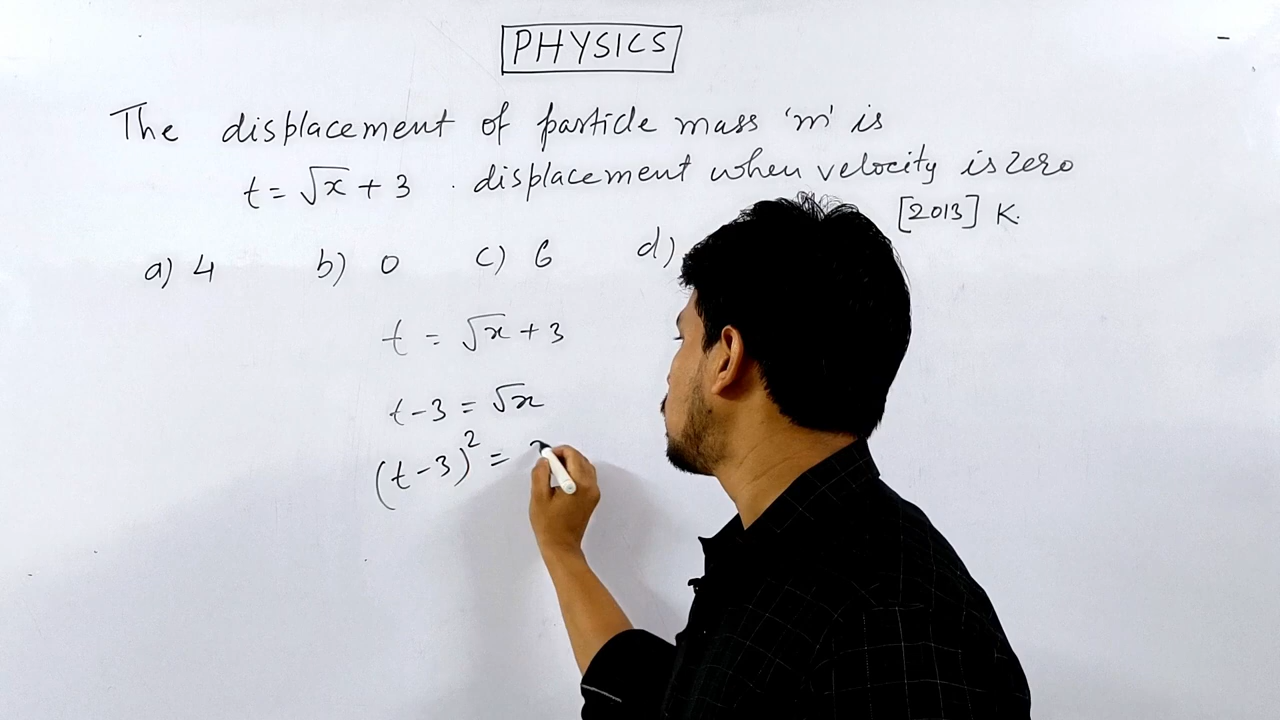 PHYSICS
The displacement of particle mass 'm' is
t = √x + 3 . displacement when velocity is zero
[2013] K.
a) 4 b) 0 c) 6 d)
t = √x + 3
t - 3 = √x
(t - 3)² =